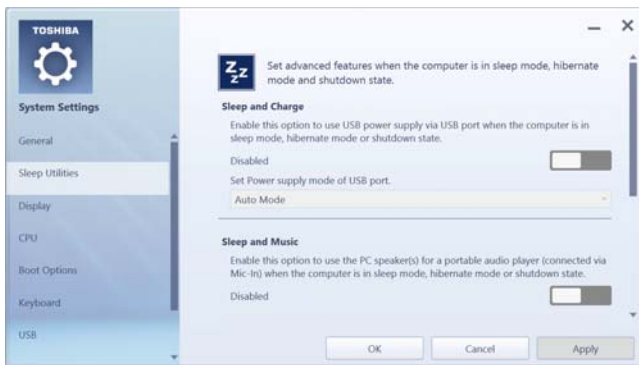 TOSHIBA
System Settings
General
Sleep Utilities
Display
CPU
Boot Options
Keyboard
USB
Set advanced features when the computer is in sleep mode, hibernate
mode and shutdown state.
Sleep and Charge
Enable this option to use USB power supply via USB port when the computer is in
sleep mode, hibernate mode or shutdown state.
Disabled
Set Power supply mode of USB port.
Auto Mode
Sleep and Music
Enable this option to use the PC speaker(s) for a portable audio player (connected via
Mic-In) when the computer is in sleep mode, hibernate mode or shutdown state.
Disabled
OK Cancel Apply